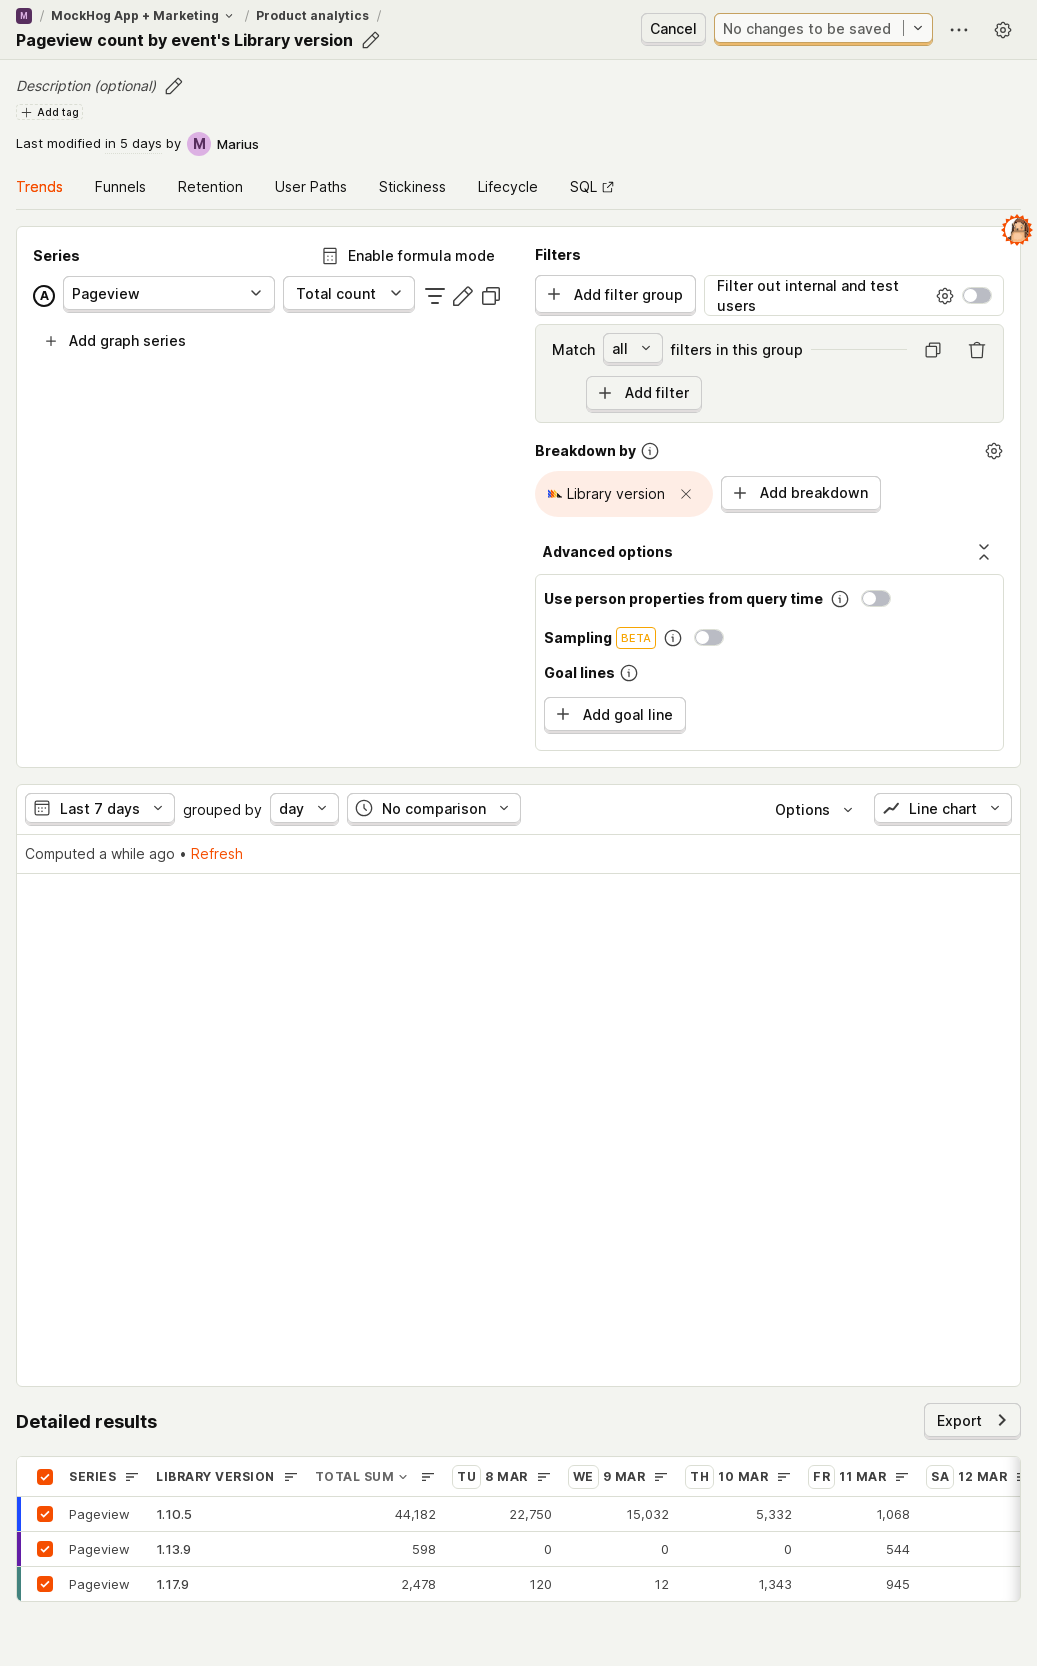 M / MockHog App + Marketing / Product analytics /
Pageview count by event's Library version
Cancel
No changes to be saved
Description (optional)
Add tag
Last modified in 5 days by M Marius
Trends Funnels Retention User Paths Stickiness Lifecycle SQL
Series
Enable formula mode
A Pageview Total count
Add graph series
Filters
Add filter group
Filter out internal and test
users
Match all filters in this group
Add filter
Breakdown by
Library version
Add breakdown
Advanced options
Use person properties from query time
Sampling BETA
Goal lines
Add goal line
Last 7 days grouped by day No comparison Options Line chart
Computed a while ago • Refresh
Detailed results
Export
SERIES LIBRARY VERSION TOTAL SUM TU 8 MAR WE 9 MAR TH 10 MAR FR 11 MAR SA 12 MAR
Pageview 1.10.5 44,182 22,750 15,032 5,332 1,068
Pageview 1.13.9 598 0 0 0 544
Pageview 1.17.9 2,478 120 12 1,343 945